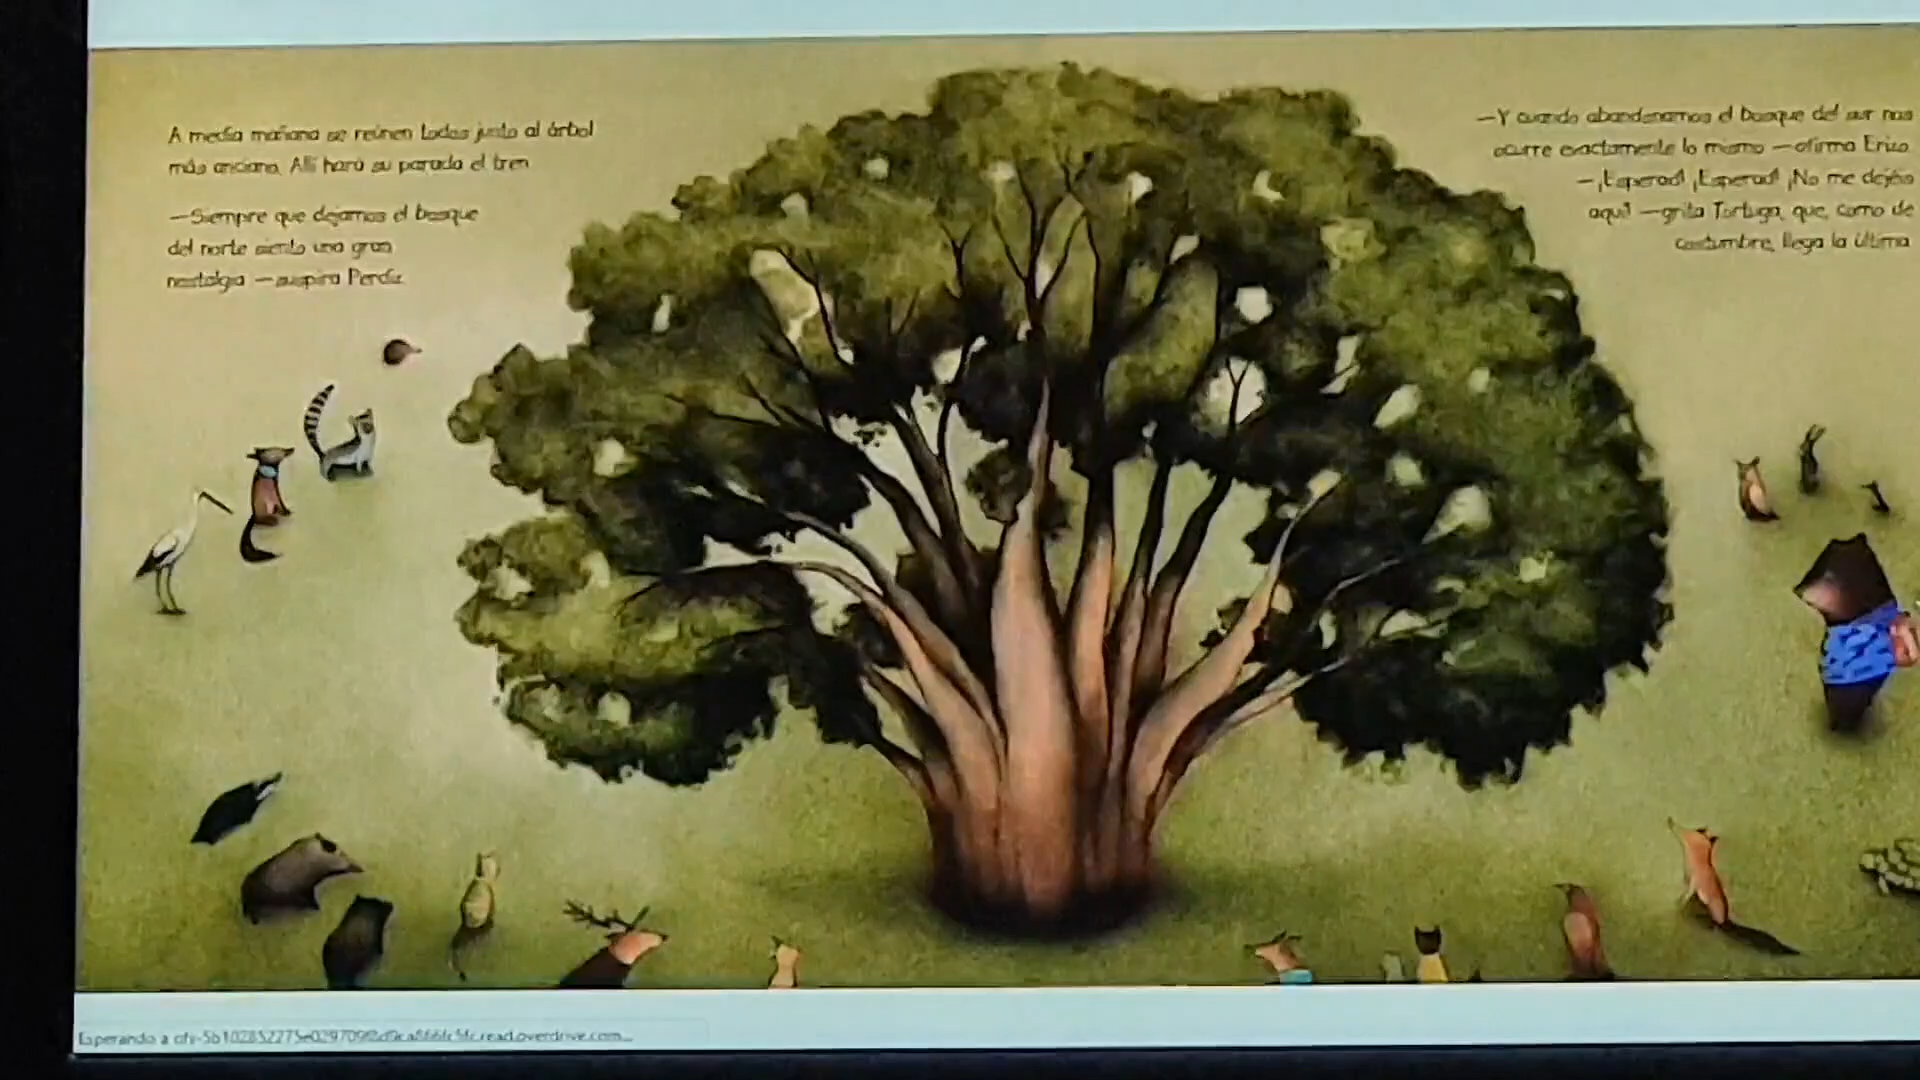 A media mañana se reúnen todos junto al árbol
más anciano. Allí hará su parada el tren.
—Siempre que dejamos el bosque
del norte siento una gran
nostalgia —suspira Perdiz.
—Y cuando abandonamos el bosque del sur nos
ocurre exactamente lo mismo —afirma Erizo.
—¡Esperad! ¡Esperad! ¡No me dejéis
aquí! —grita Tortuga, que, como de
costumbre, llega la última.
Esperando a